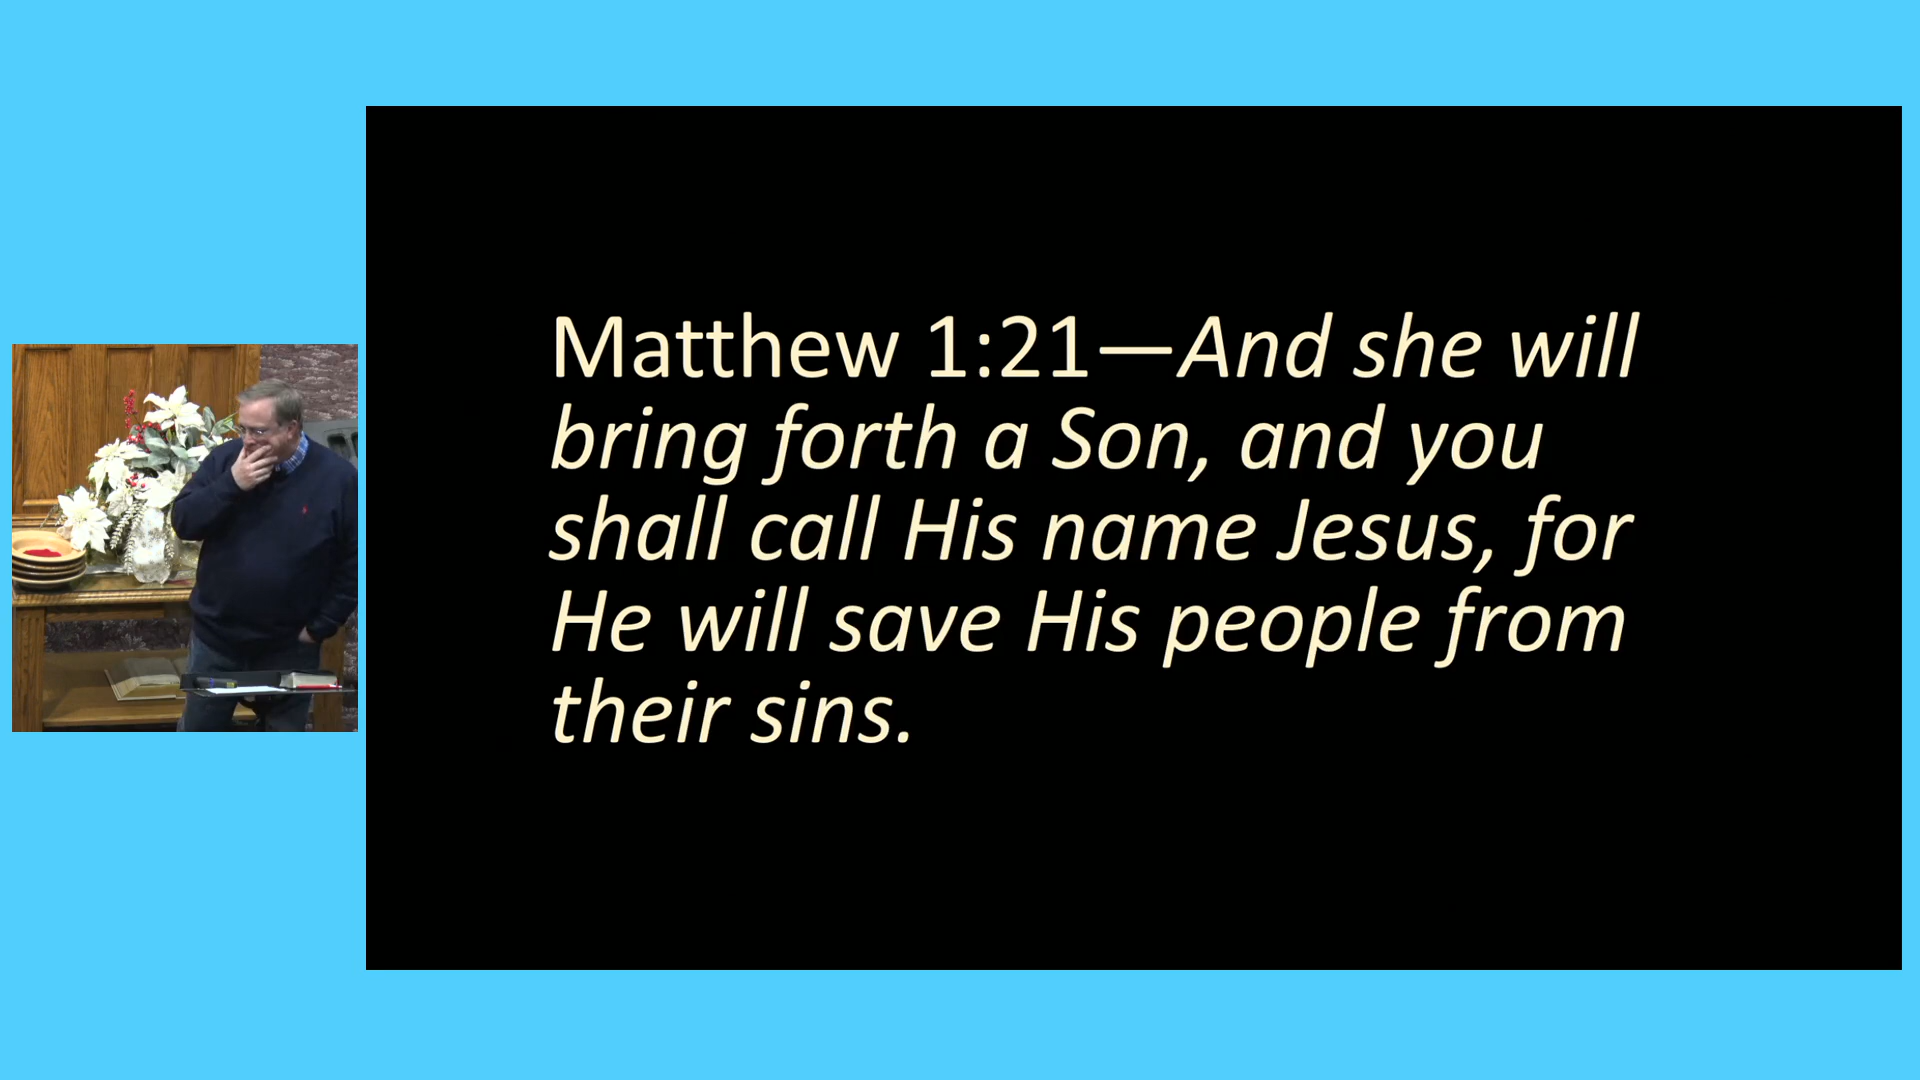 Matthew 1:21—And she will
bring forth a Son, and you
shall call His name Jesus, for
He will save His people from
their sins.